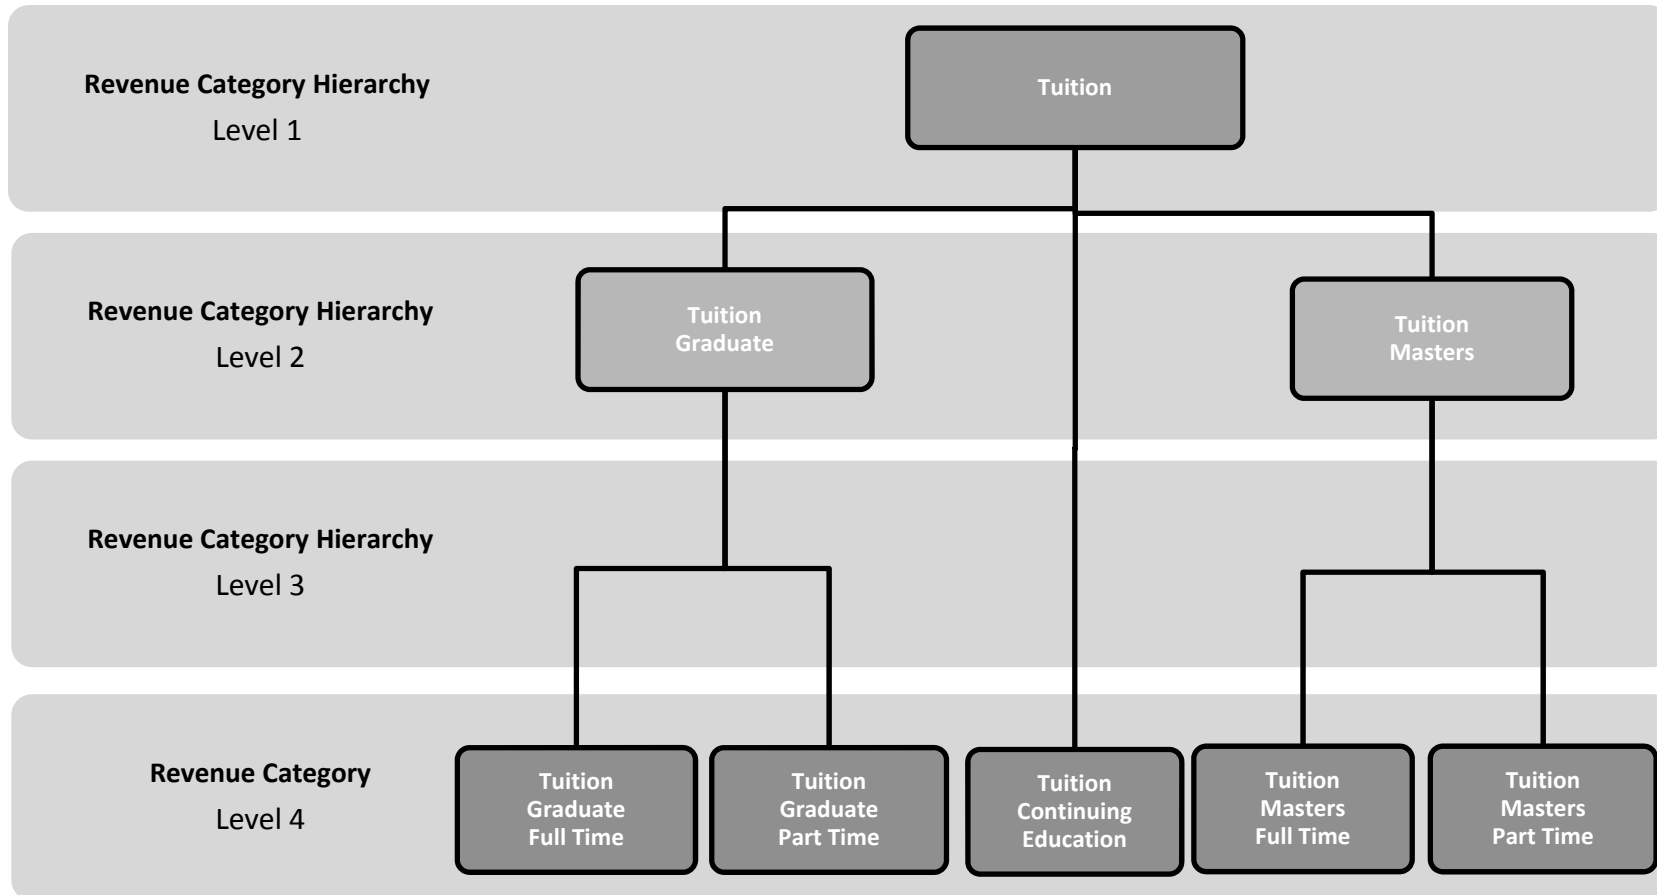 Revenue Category Hierarchy
Level 1
Tuition
Revenue Category Hierarchy
Level 2
Tuition
Graduate
Tuition
Masters
Revenue Category Hierarchy
Level 3
Revenue Category
Level 4
Tuition
Graduate
Full Time
Tuition
Graduate
Part Time
Tuition
Continuing
Education
Tuition
Masters
Full Time
Tuition
Masters
Part Time